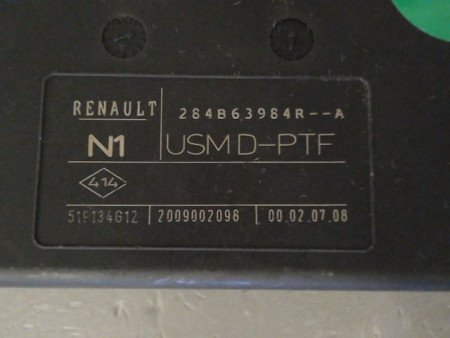 RENAULT 284B63984R--A
N1 USM D-PTF
414
519134G12 2009002098 00.02.07.08